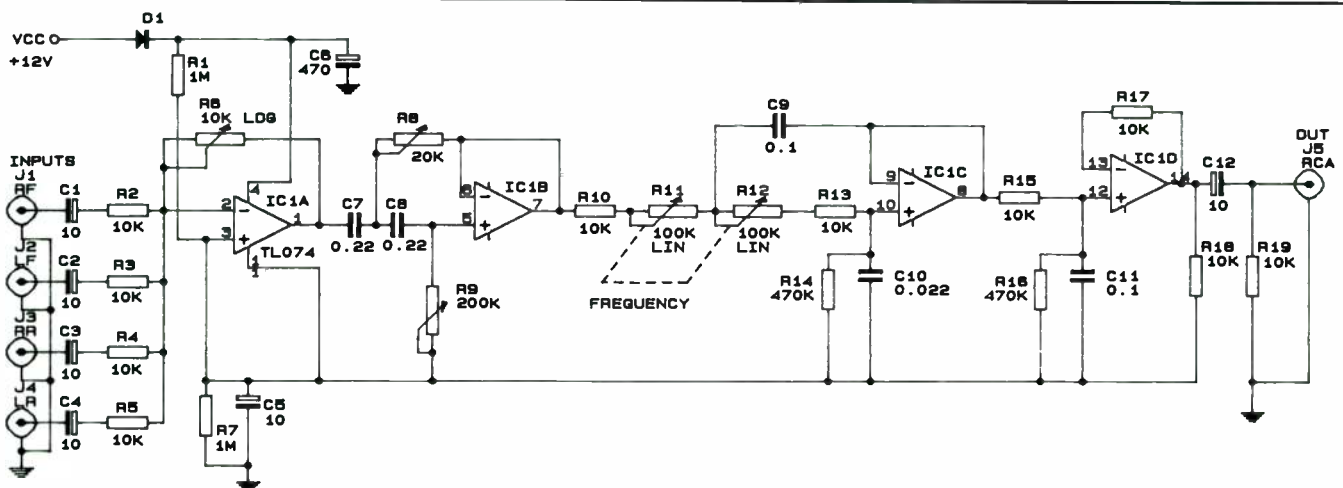 D1
VCC
+12V
R1
1M
C6
470
R6
10K LOG
R8
20K
C9
0.1
R17
10K
INPUTS
J1
RF
C1
10
R2
10K
2
3
4
IC1A
1
TL074
11
C7
0.22
C8
0.22
6
5
IC1B
7
R10
10K
R11
100K
LIN
R12
100K
LIN
FREQUENCY
R13
10K
9
10
IC1C
8
R15
10K
13
12
IC1D
14
C12
10
OUT
J5
RCA
J2
LF
C2
10
R3
10K
R9
200K
R14
470K
C10
0.022
R16
470K
C11
0.1
R18
10K
R19
10K
J3
RR
C3
10
R4
10K
J4
LR
C4
10
R5
10K
R7
1M
C5
10